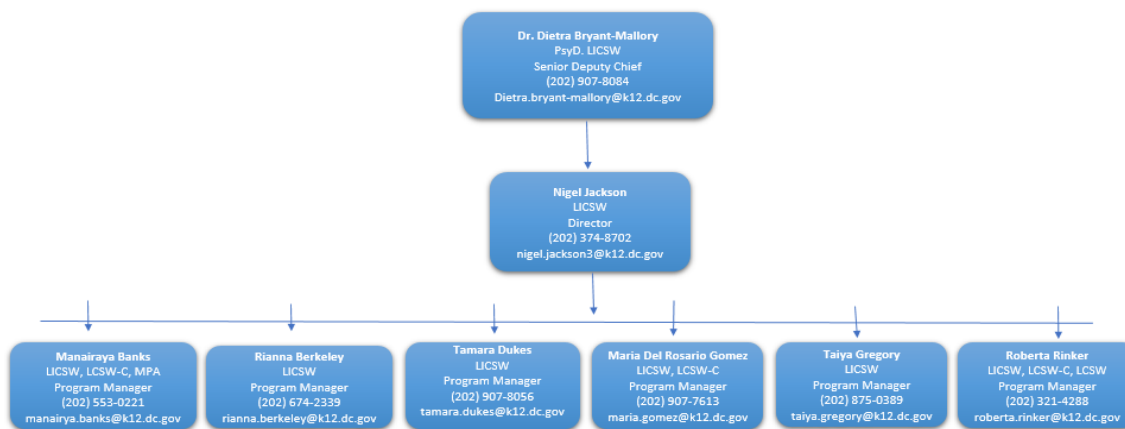 Dr. Dietra Bryant-Mallory
PsyD. LICSW
Senior Deputy Chief
(202) 907-8084
Dietra.bryant-mallory@k12.dc.gov
Nigel Jackson
LICSW
Director
(202) 374-8702
nigel.jackson3@k12.dc.gov
Manairaya Banks
LICSW, LCSW-C, MPA
Program Manager
(202) 553-0221
manairya.banks@k12.dc.gov
Rianna Berkeley
LICSW
Program Manager
(202) 674-2339
rianna.berkeley@k12.dc.gov
Tamara Dukes
LICSW
Program Manager
(202) 907-8056
tamara.dukes@k12.dc.gov
Maria Del Rosario Gomez
LICSW, LCSW-C
Program Manager
(202) 907-7613
maria.gomez@k12.dc.gov
Taiya Gregory
LICSW
Program Manager
(202) 875-0389
taiya.gregory@k12.dc.gov
Roberta Rinker
LICSW, LCSW-C, LCSW
Program Manager
(202) 321-4288
roberta.rinker@k12.dc.gov